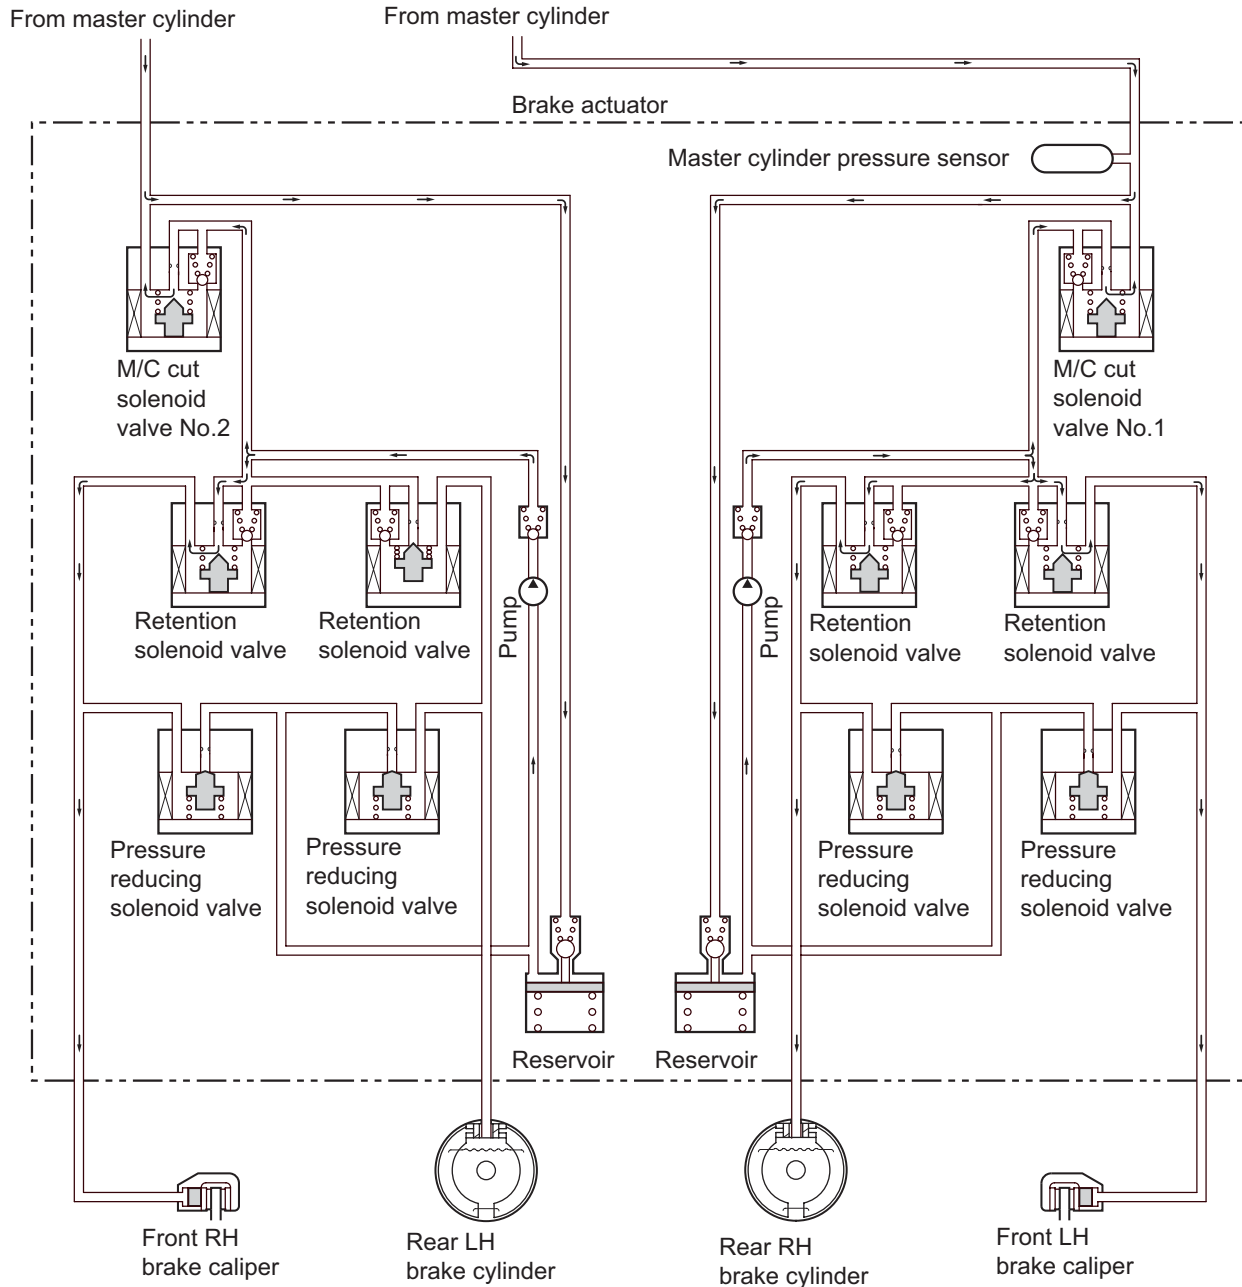 From master cylinder
From master cylinder
Brake actuator
Master cylinder pressure sensor
M/C cut
solenoid
valve No.2
M/C cut
solenoid
valve No.1
Retention
solenoid valve
Retention
solenoid valve
Pump
Pump
Retention
solenoid valve
Retention
solenoid valve
Pressure
reducing
solenoid valve
Pressure
reducing
solenoid valve
Pressure
reducing
solenoid valve
Pressure
reducing
solenoid valve
Reservoir
Reservoir
Front RH
brake caliper
Rear LH
brake cylinder
Rear RH
brake cylinder
Front LH
brake caliper